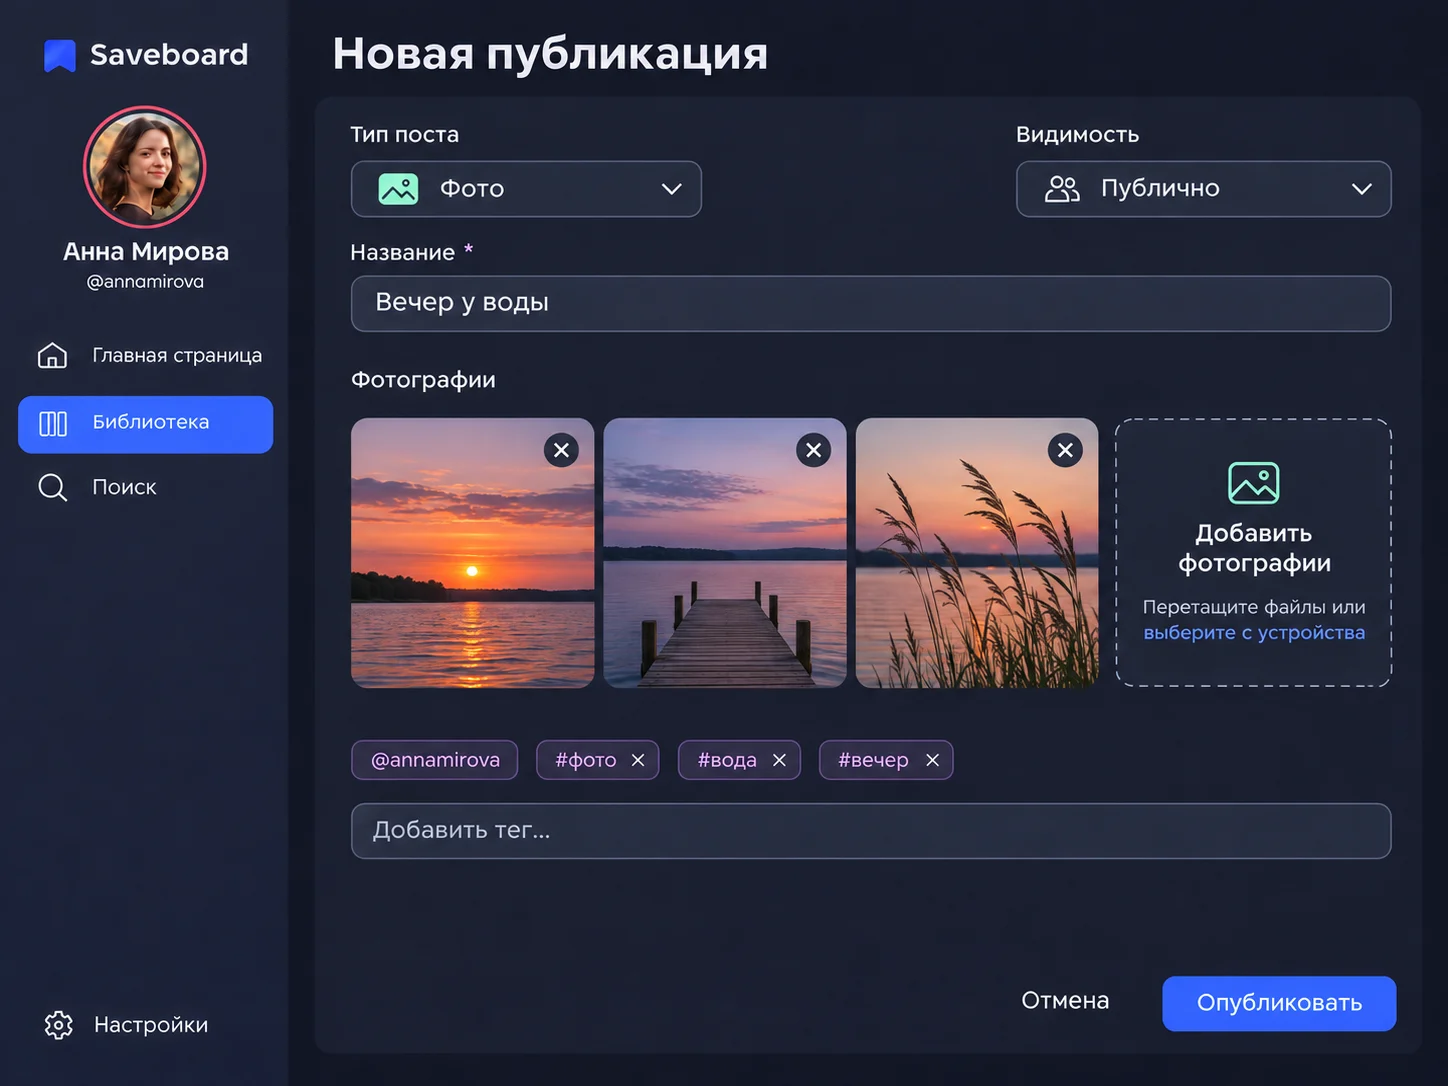 Saveboard
Анна Мирова
@annamirova
Главная страница
Библиотека
Поиск
Настройки
Новая публикация
Тип поста
Фото
Видимость
Публично
Название *
Вечер у воды
Фотографии
Добавить
фотографии
Перетащите файлы или
выберите с устройства
@annamirova
#фото
#вода
#вечер
Добавить тег...
Отмена
Опубликовать